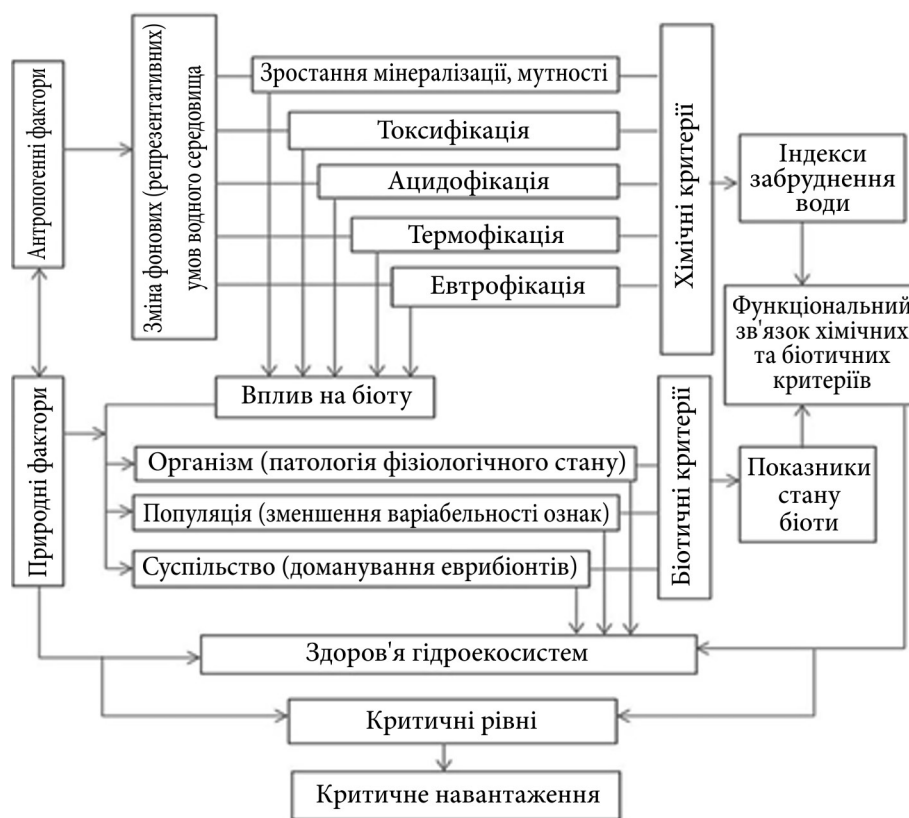 Антропогенні фактори
Зміна фонових (репрезентативних)
умов водного середовища
Зростання мінералізації, мутності
Токсифікація
Ацидофікація
Термофікація
Евтрофікація
Хімічні критерії
Індекси
забруднення
води
Функціональний
зв'язок хімічних
та біотичних
критеріїв
Природні фактори
Вплив на біоту
Організм (патологія фізіологічного стану)
Популяція (зменшення варіабельності ознак)
Суспільство (доманування еврибіонтів)
Біотичні критерії
Показники
стану
біоти
Здоров'я гідроекосистем
Критичні рівні
Критичне навантаження